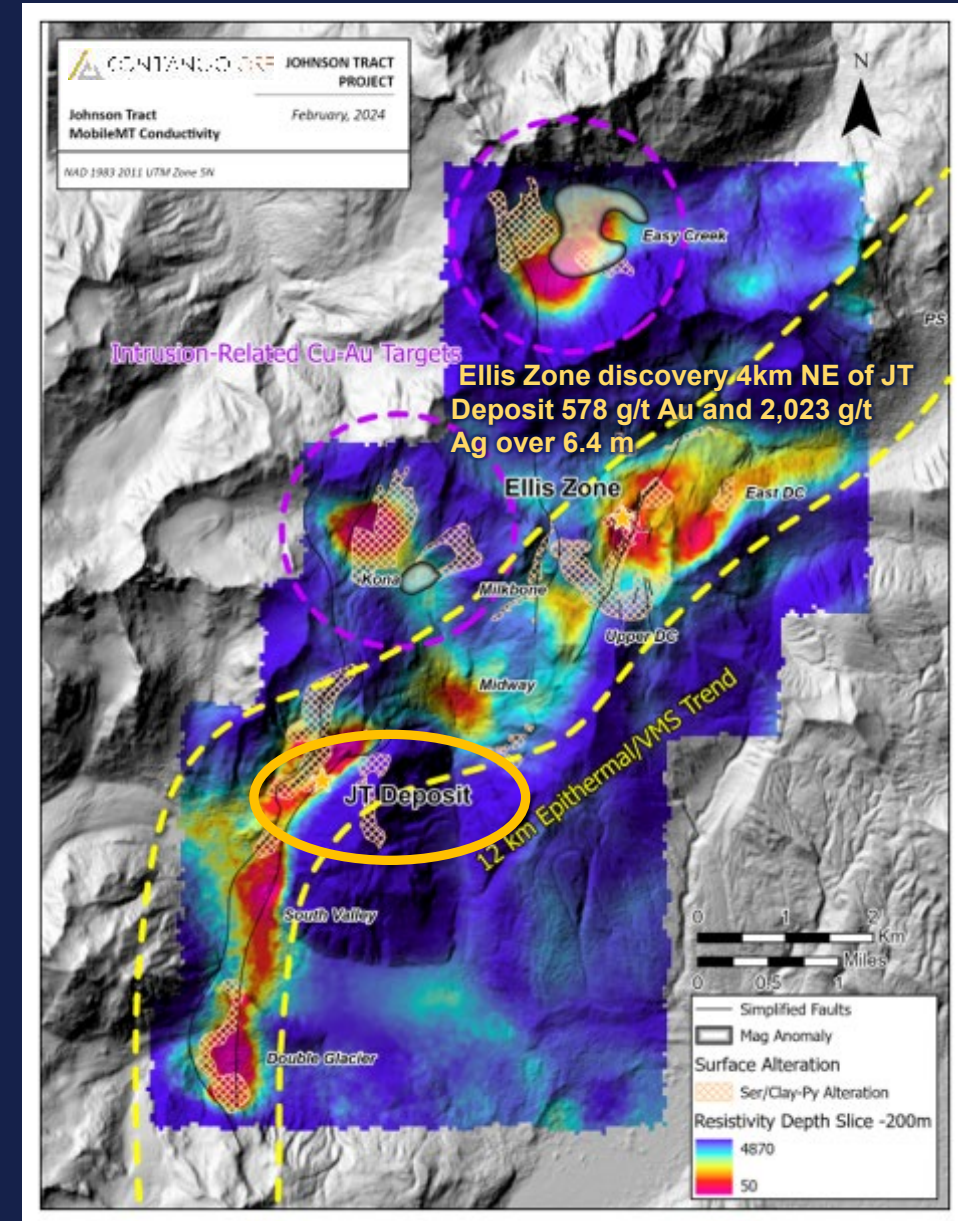 CONTANGO ORE
JOHNSON TRACT
PROJECT
Johnson Tract
MobileMT Conductivity
February, 2024
NAD 1983 2011 UTM Zone 5N
N
Easy Creek
PS
Intrusion-Related Cu-Au Targets
Ellis Zone discovery 4km NE of JT
Deposit 578 g/t Au and 2,023 g/t
Ag over 6.4 m
Ellis Zone
East DC
Kona
Milkbone
Upper DC
Midway
JT Deposit
12 km Epithermal/VMS Trend
South Valley
Double Glacier
0 1 2
Km
Miles
0 0.5 1
Simplified Faults
Mag Anomaly
Surface Alteration
Ser/Clay-Py Alteration
Resistivity Depth Slice -200m
4870
50